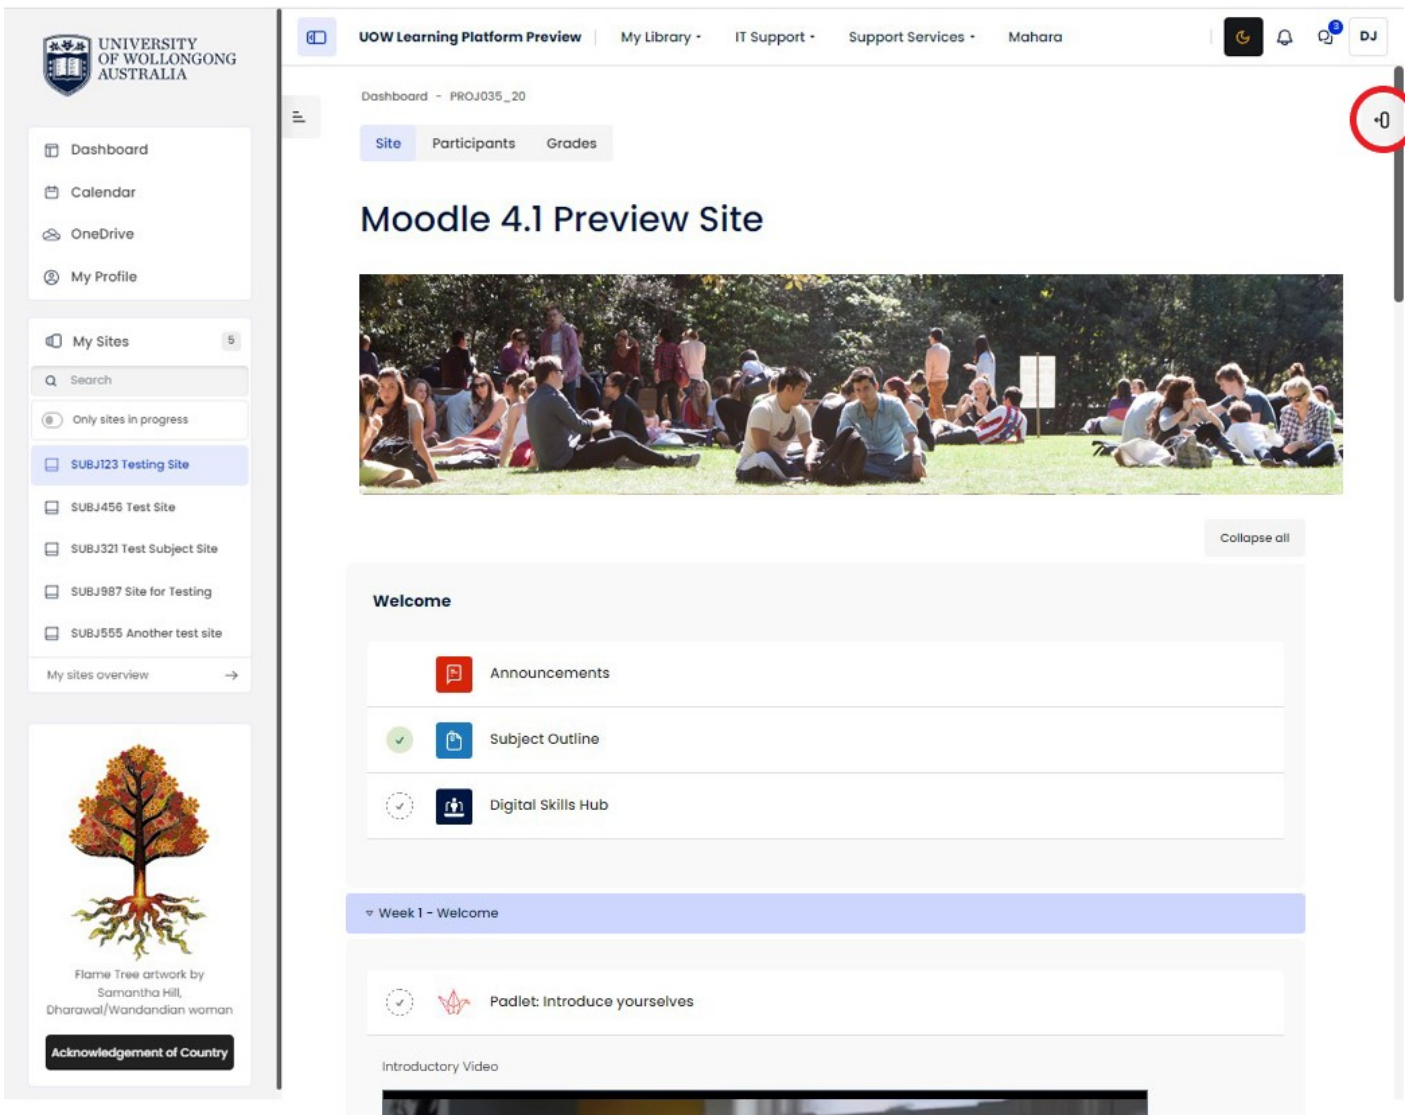 UNIVERSITY
OF WOLLONGONG
AUSTRALIA
UOW Learning Platform Preview
My Library
IT Support
Support Services
Mahara
3
DJ
Dashboard - PROJ035_20
Site
Participants
Grades
Dashboard
Calendar
OneDrive
My Profile
My Sites
5
Search
Only sites in progress
SUBJ123 Testing Site
SUBJ456 Test Site
SUBJ321 Test Subject Site
SUBJ987 Site for Testing
SUBJ555 Another test site
My sites overview
Flame Tree artwork by
Samantha Hill,
Dharawal/Wandandian woman
Acknowledgement of Country
Moodle 4.1 Preview Site
Collapse all
Welcome
Announcements
Subject Outline
Digital Skills Hub
Week 1 - Welcome
Padlet: Introduce yourselves
Introductory Video